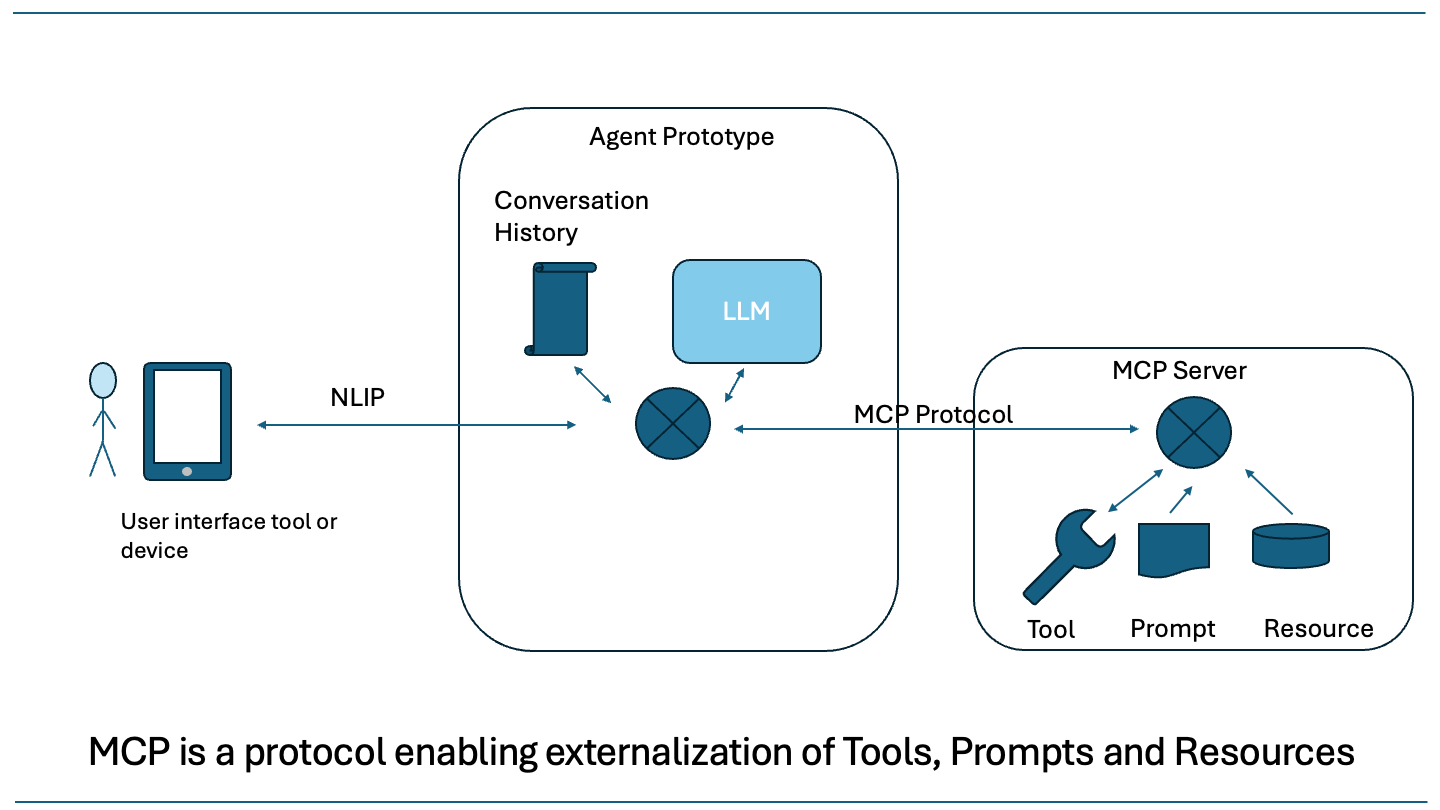 Agent Prototype
Conversation
History
LLM
NLIP
User interface tool or
device
MCP Protocol
MCP Server
Tool
Prompt
Resource
MCP is a protocol enabling externalization of Tools, Prompts and Resources